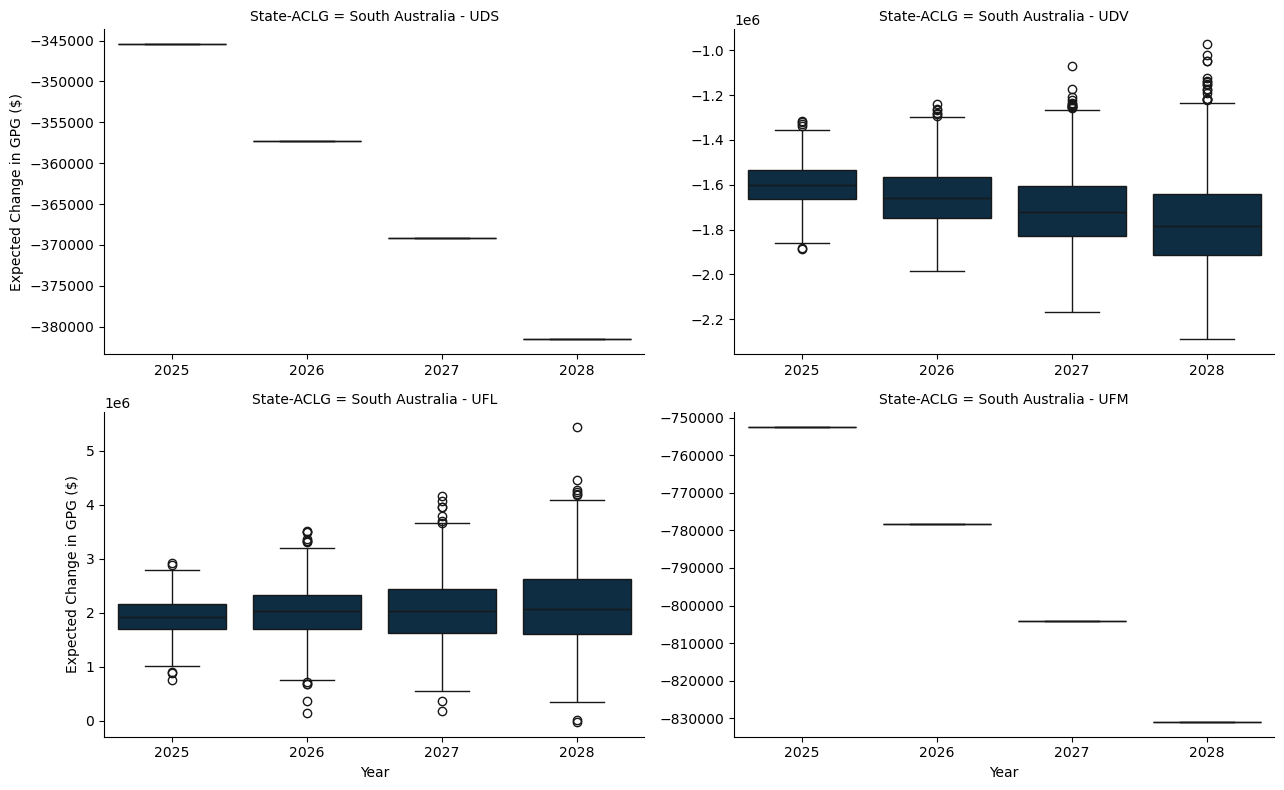 State-ACLG = South Australia - UDS
Expected Change in GPG ($)
−345000
−350000
−355000
−360000
−365000
−370000
−375000
−380000
2025 2026 2027 2028
State-ACLG = South Australia - UDV
1e6
−1.0
−1.2
−1.4
−1.6
−1.8
−2.0
−2.2
2025 2026 2027 2028
State-ACLG = South Australia - UFL
1e6
Expected Change in GPG ($)
5
4
3
2
1
0
2025 2026 2027 2028
Year
State-ACLG = South Australia - UFM
−750000
−760000
−770000
−780000
−790000
−800000
−810000
−820000
−830000
2025 2026 2027 2028
Year